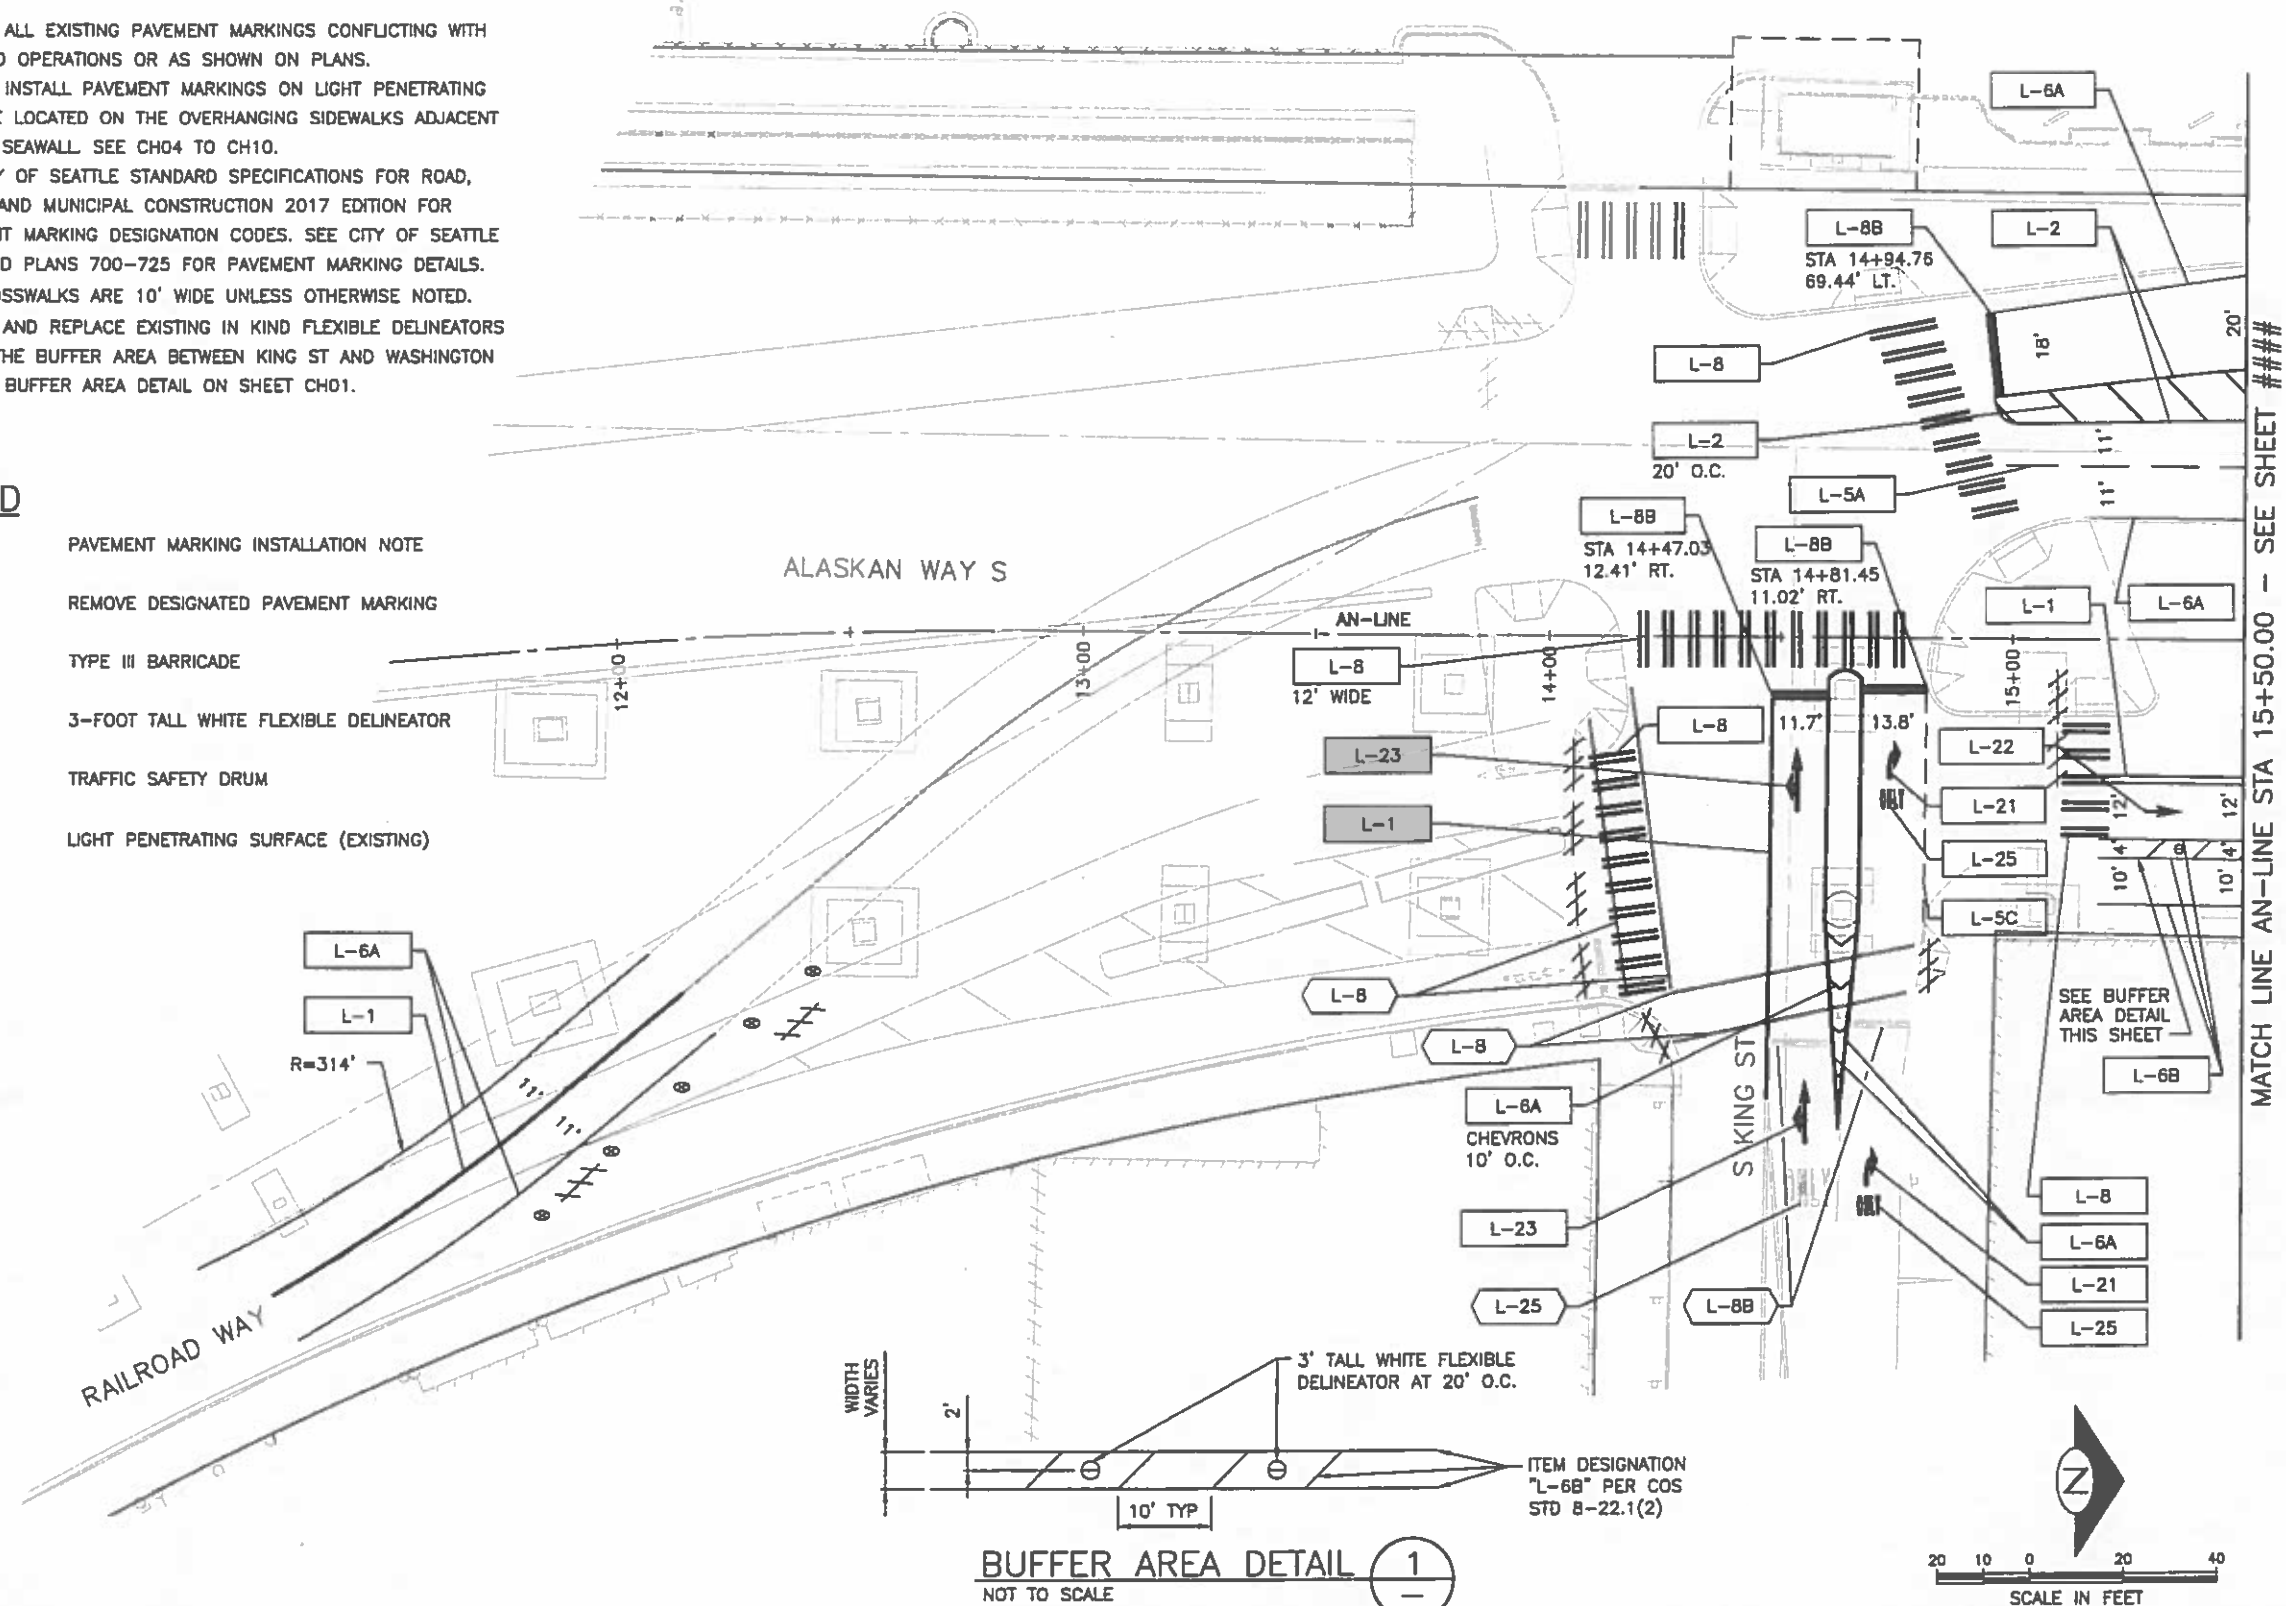 ALL EXISTING PAVEMENT MARKINGS CONFLICTING WITH
OPERATIONS OR AS SHOWN ON PLANS.
INSTALL PAVEMENT MARKINGS ON LIGHT PENETRATING
LOCATED ON THE OVERHANGING SIDEWALKS ADJACENT
SEAWALL. SEE CH04 TO CH10.
OF SEATTLE STANDARD SPECIFICATIONS FOR ROAD,
AND MUNICIPAL CONSTRUCTION 2017 EDITION FOR
MARKING DESIGNATION CODES. SEE CITY OF SEATTLE
PLANS 700-725 FOR PAVEMENT MARKING DETAILS.
OSSWALKS ARE 10' WIDE UNLESS OTHERWISE NOTED.
AND REPLACE EXISTING IN KIND FLEXIBLE DELINEATORS
THE BUFFER AREA BETWEEN KING ST AND WASHINGTON
BUFFER AREA DETAIL ON SHEET CH01.
D
PAVEMENT MARKING INSTALLATION NOTE
REMOVE DESIGNATED PAVEMENT MARKING
TYPE III BARRICADE
3-FOOT TALL WHITE FLEXIBLE DELINEATOR
TRAFFIC SAFETY DRUM
LIGHT PENETRATING SURFACE (EXISTING)
L-6A
L-8B
STA 14+94.76
69.44' LT.
L-2
18'
20'
L-8
L-2
20' O.C.
11'
L-5A
11'
L-8B
STA 14+47.03
12.41' RT.
L-8B
STA 14+81.45
11.02' RT.
ALASKAN WAY S
AN-LINE
12+00
13+00
14+00
15+00
L-1
L-6A
L-8
12' WIDE
L-8
11.7'
13.8'
L-23
L-22
L-1
L-21
12'
12'
L-25
4'
4'
10'
10'
L-5C
L-6A
L-1
R=314'
11'
11'
L-8
L-8
SEE BUFFER
AREA DETAIL
THIS SHEET
L-6B
L-6A
CHEVRONS
10' O.C.
S KING ST
L-23
L-25
L-8B
L-8
L-6A
L-21
L-25
RAILROAD WAY
MATCH LINE AN-LINE STA 15+50.00 - SEE SHEET ####
WIDTH
VARIES
2'
3' TALL WHITE FLEXIBLE
DELINEATOR AT 20' O.C.
10' TYP
ITEM DESIGNATION
"L-6B" PER COS
STD 8-22.1(2)
BUFFER AREA DETAIL
1
—
NOT TO SCALE
N
20 10 0 20 40
SCALE IN FEET